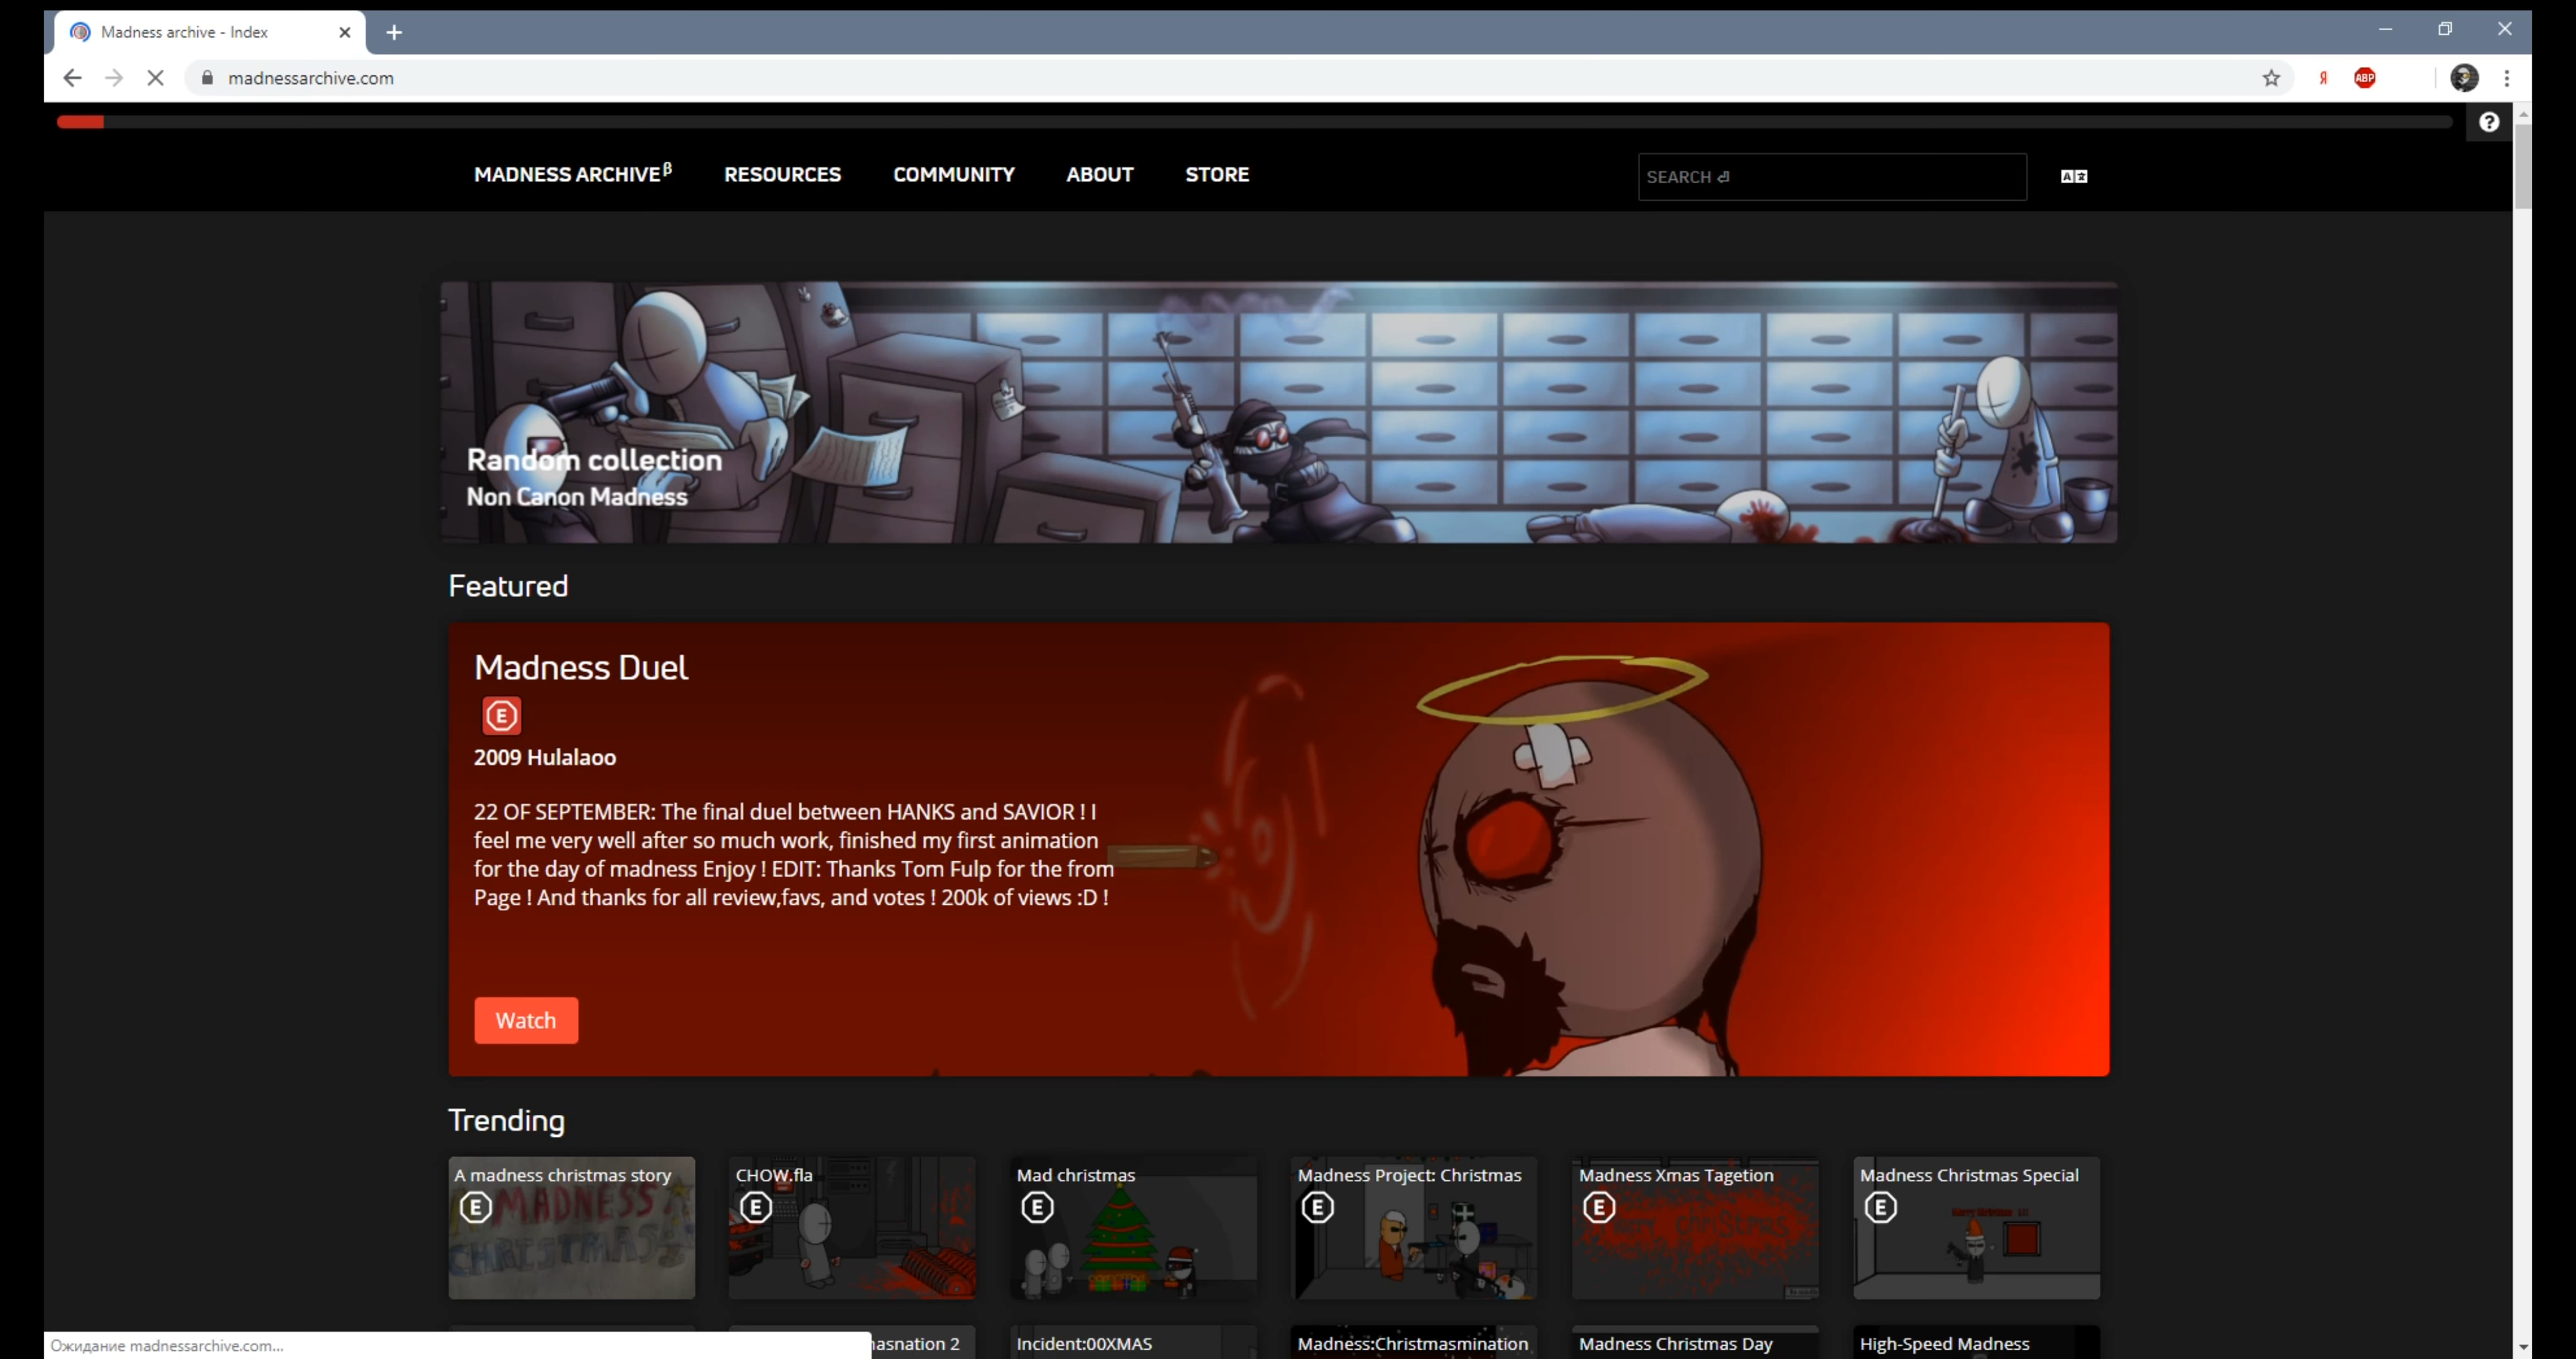 Madness archive - Index
madnessarchive.com
Я
ABP
MADNESS ARCHIVEβ
RESOURCES
COMMUNITY
ABOUT
STORE
SEARCH
Random collection
Non Canon Madness
Featured
Madness Duel
E
2009 Hulalaoo
22 OF SEPTEMBER: The final duel between HANKS and SAVIOR ! I
feel me very well after so much work, finished my first animation
for the day of madness Enjoy ! EDIT: Thanks Tom Fulp for the from
Page ! And thanks for all review,favs, and votes ! 200k of views :D !
Watch
Trending
A madness christmas story
E
MADNESS
CHRISTMAS
CHOW.fla
E
Mad christmas
E
Madness Project: Christmas
E
Madness Xmas Tagetion
E
Madness Christmas Special
E
Ожидание madnessarchive.com...
asnation 2
Incident:00XMAS
Madness:Christmasmination
Madness Christmas Day
High-Speed Madness